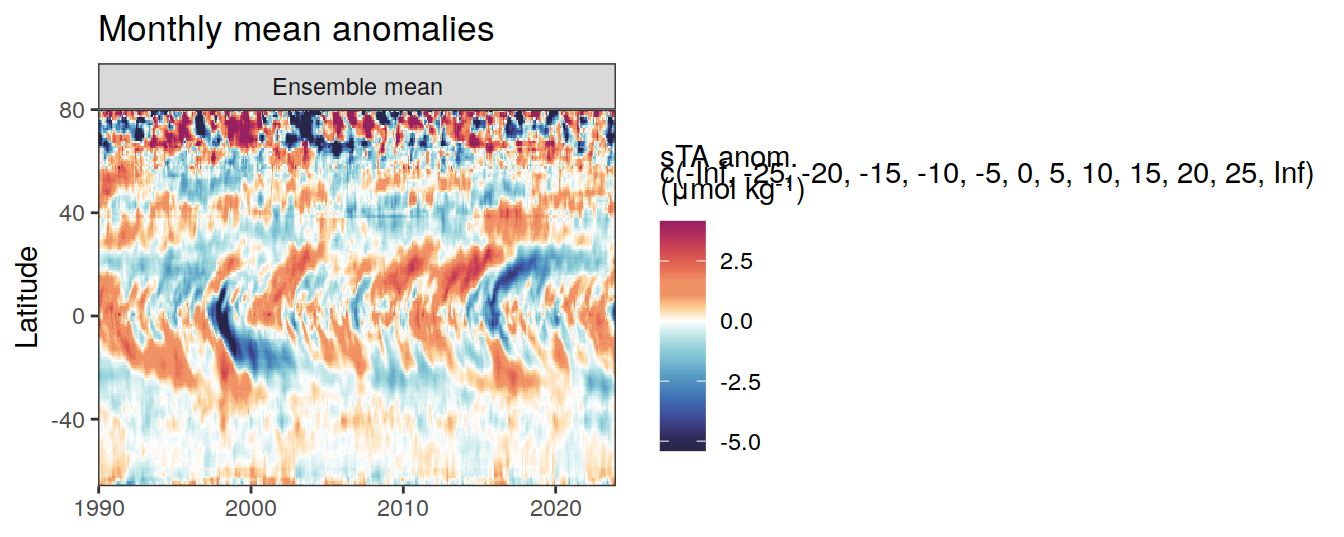 Monthly mean anomalies
Ensemble mean
80
40
0
-40
Latitude
1990 2000 2010 2020
sTA anom.
c(-Inf, -25, -20, -15, -10, -5, 0, 5, 10, 15, 20, 25, Inf)
(μmol kg⁻¹)
2.5
0.0
-2.5
-5.0